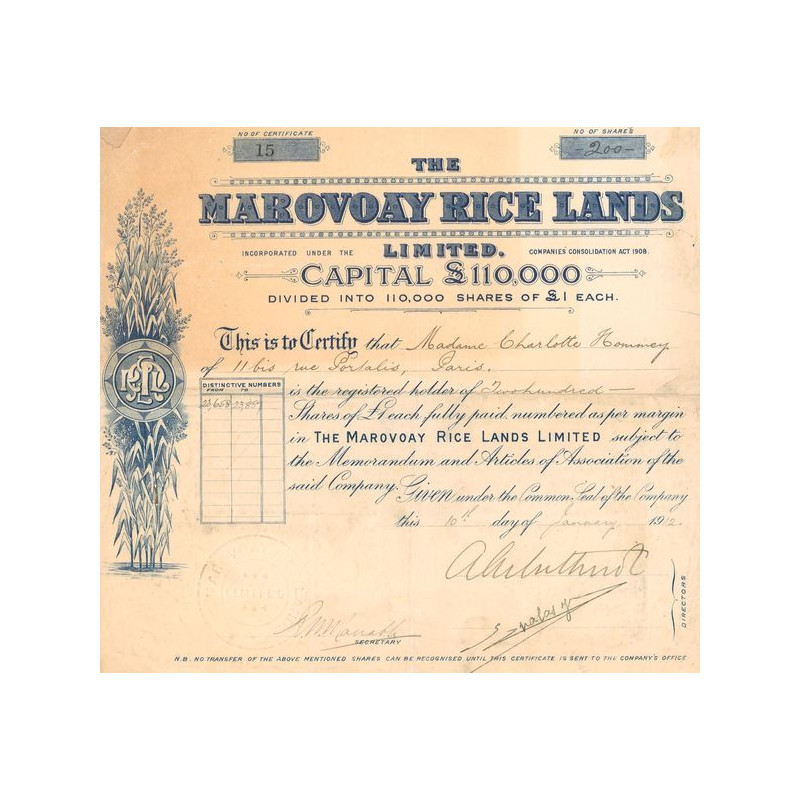 NO OF CERTIFICATE
15
NO OF SHARES
-200-
THE
MAROVOAY RICE LANDS
LIMITED.
INCORPORATED UNDER THE
COMPANIES' CONSOLIDATION ACT 1908.
CAPITAL £110,000
DIVIDED INTO 110,000 SHARES OF £1 EACH.
This is to Certify that Madame Charlotte Hommey
of 11 bis rue Portalis, Paris.
DISTINCTIVE NUMBERS
FROM TO
23,658
is the registered holder of Two hundred —
Shares of £1 each fully paid, numbered as per margin
in THE MAROVOAY RICE LANDS LIMITED subject to
the Memorandum and Articles of Association of the
said Company. Given under the Common Seal of the Company
this 10th day of January 1912.
DIRECTORS
SECRETARY
N.B. NO TRANSFER OF THE ABOVE MENTIONED SHARES CAN BE RECOGNISED UNTIL THIS CERTIFICATE IS SENT TO THE COMPANY'S OFFICE